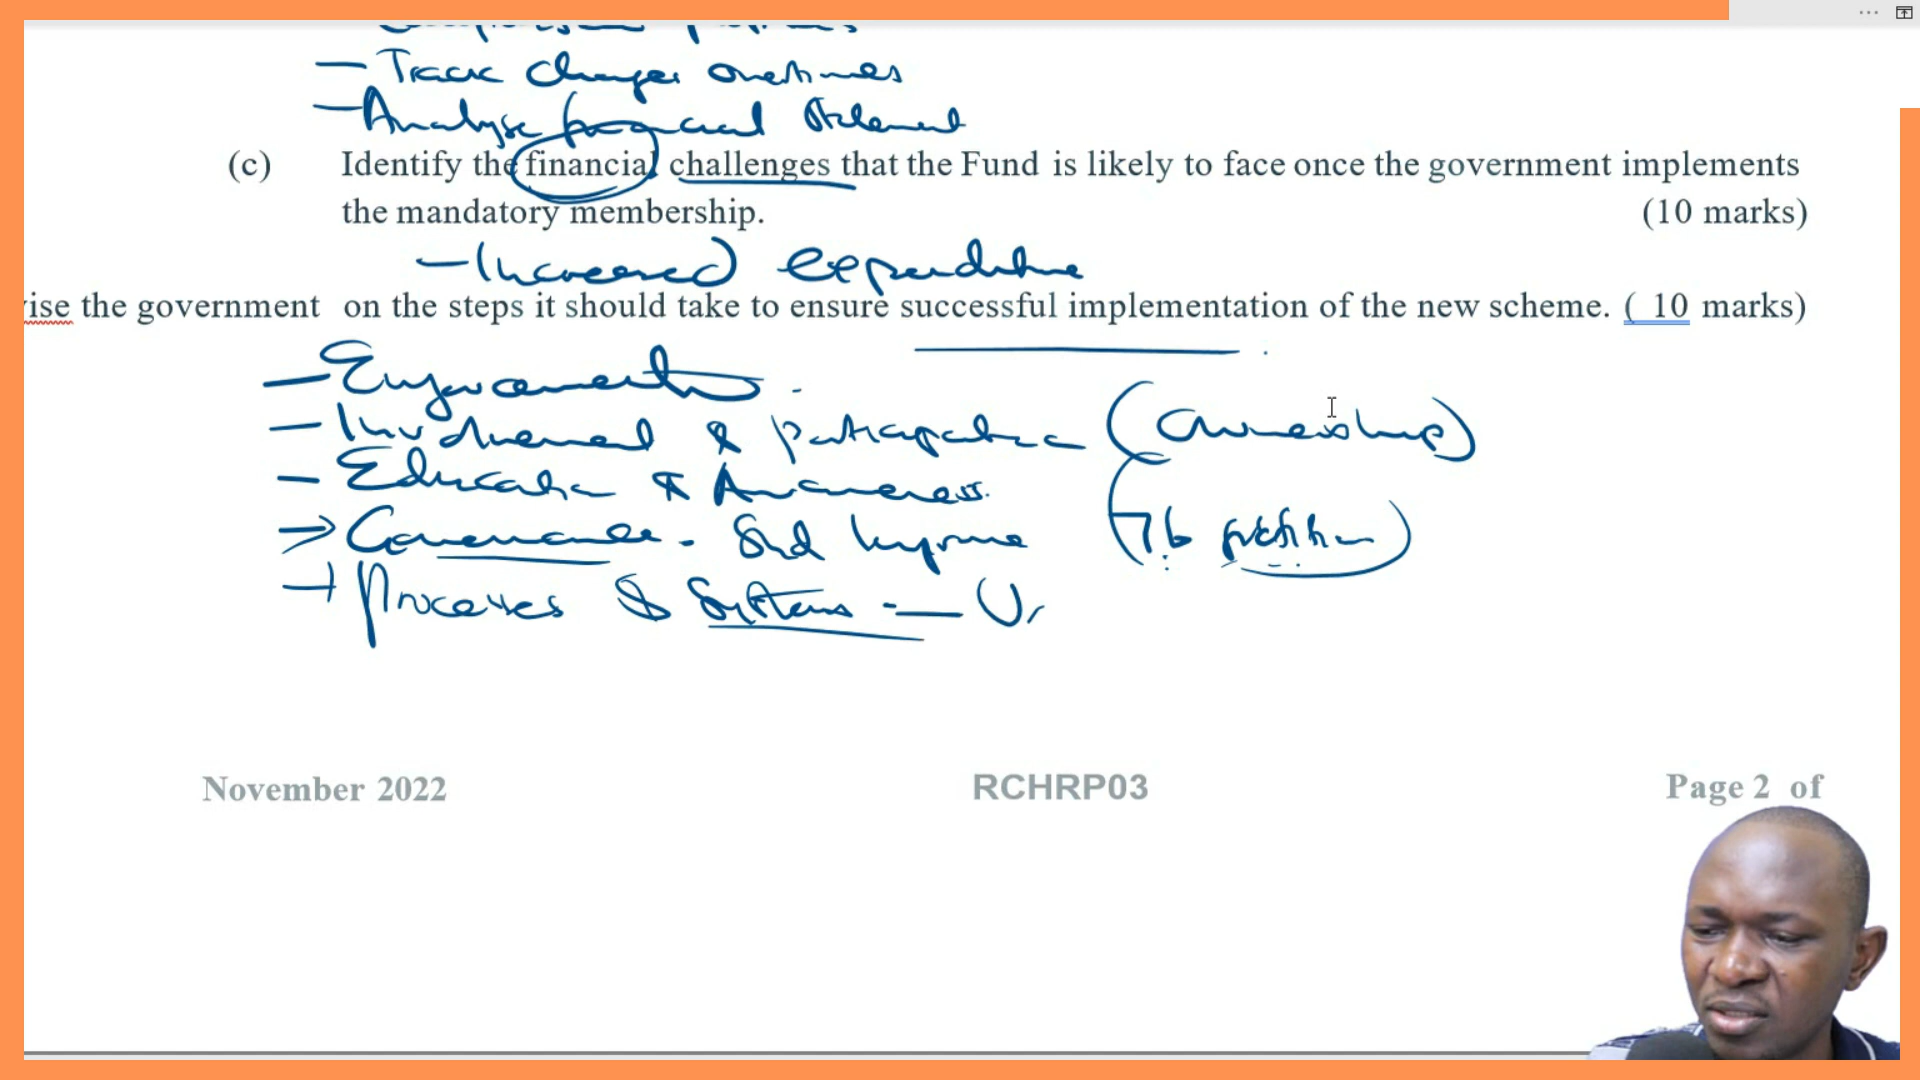 — Track changes overtimes
— Analyse financial Statement
(c) Identify the financial challenges that the Fund is likely to face once the government implements
the mandatory membership. (10 marks)
— Increased expenditure
ise the government on the steps it should take to ensure successful implementation of the new scheme. ( 10 marks)
— Involvement & participation (Ownership)
— Education & Awareness.
→ Governance -
Processes & Systems —
November 2022 RCHRP03 Page 2 of